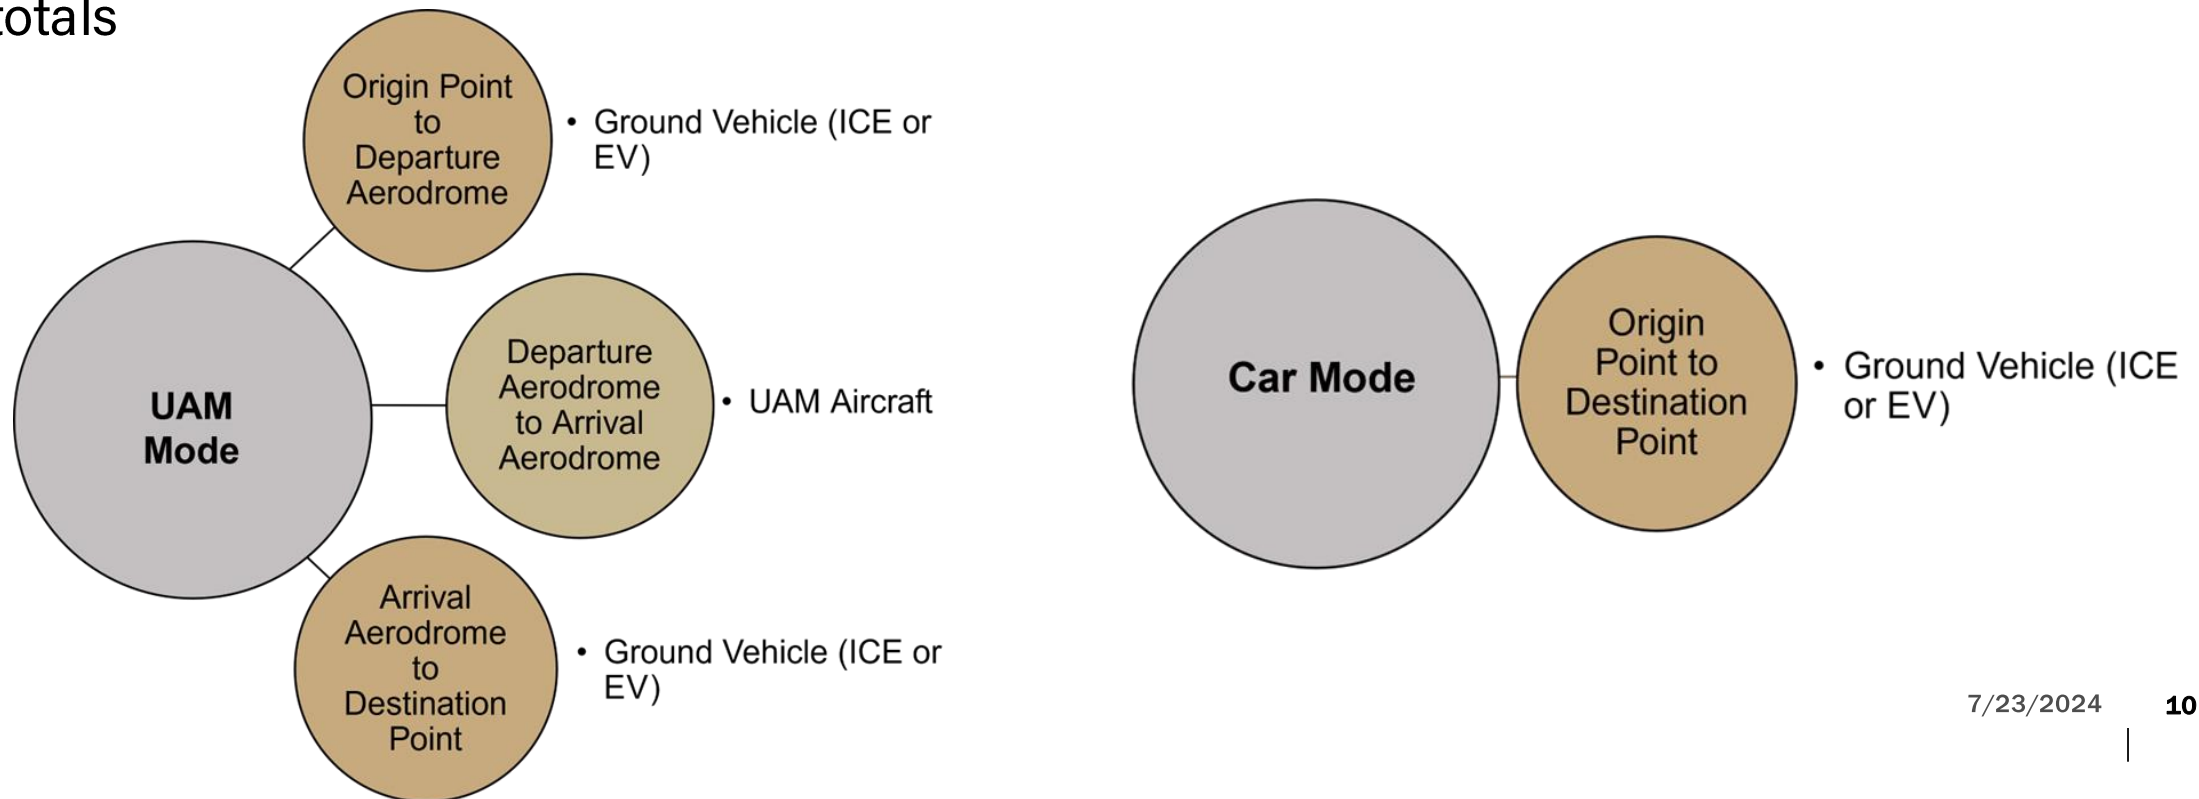 totals
Origin Point
to
Departure
Aerodrome
• Ground Vehicle (ICE or
EV)
UAM
Mode
Departure
Aerodrome
to Arrival
Aerodrome
• UAM Aircraft
Arrival
Aerodrome
to
Destination
Point
• Ground Vehicle (ICE or
EV)
Car Mode
Origin
Point to
Destination
Point
• Ground Vehicle (ICE
or EV)
7/23/2024 10